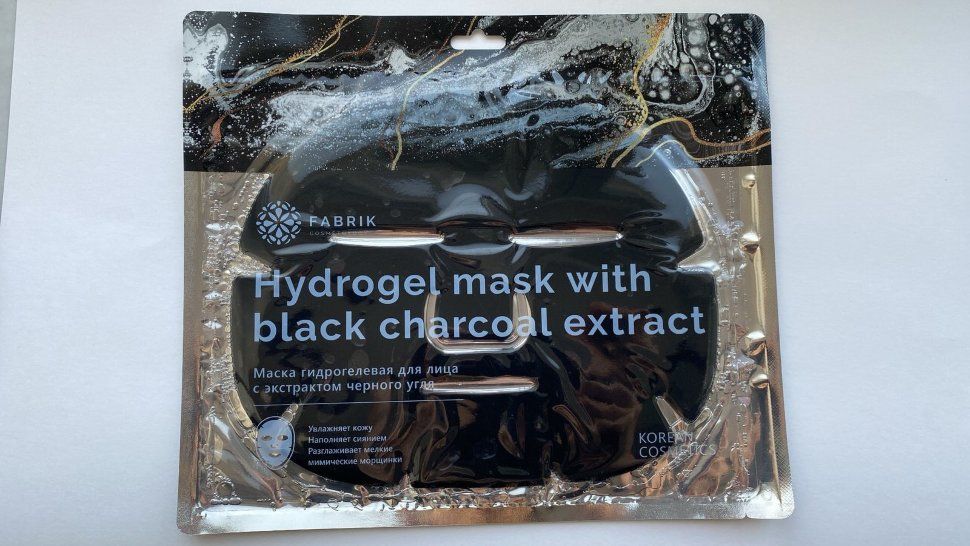 FABRIK
COSMETOLOGY
Hydrogel mask with
black charcoal extract
Маска гидрогелевая для лица
с экстрактом черного угля
Увлажняет кожу
Наполняет сиянием
Разглаживает мелкие
мимические морщинки
KOREAN
COSMETICS